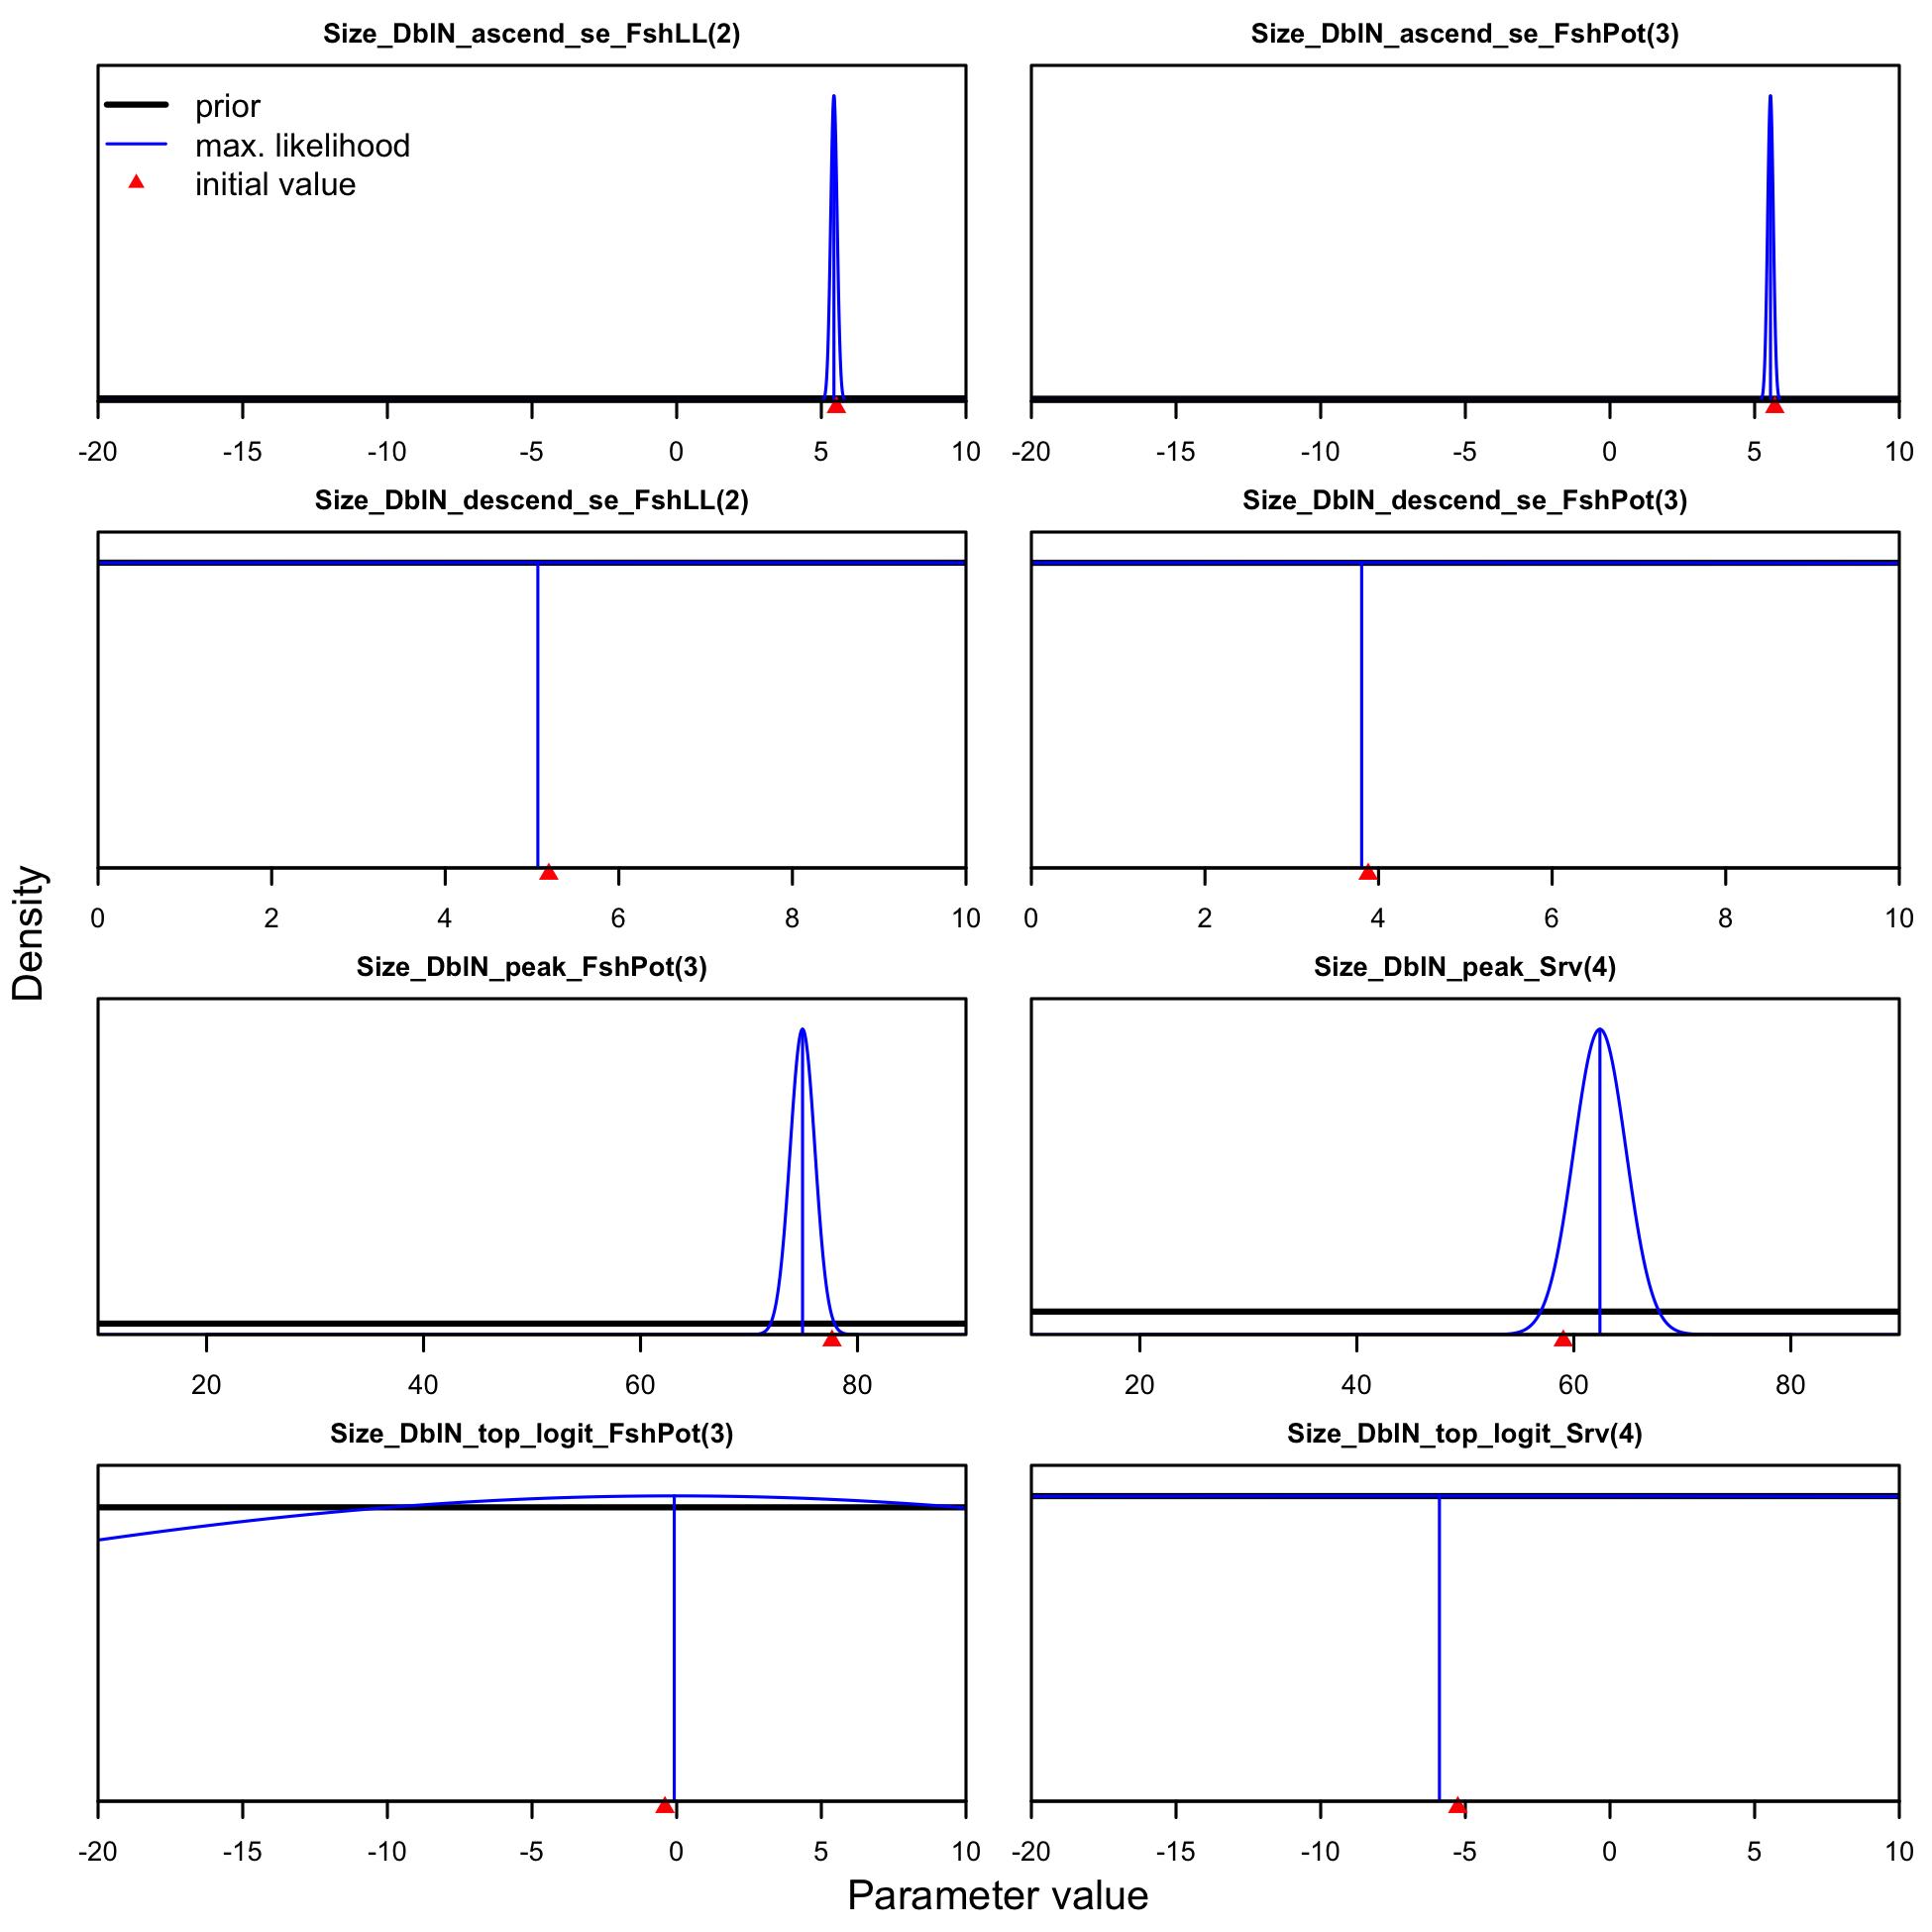 Size_DblN_ascend_se_FshLL(2)
Size_DblN_ascend_se_FshPot(3)
prior
max. likelihood
initial value
-20 -15 -10 -5 0 5 10
-20 -15 -10 -5 0 5 10
Size_DblN_descend_se_FshLL(2)
Size_DblN_descend_se_FshPot(3)
0 2 4 6 8 10
0 2 4 6 8 10
Density
Size_DblN_peak_FshPot(3)
Size_DblN_peak_Srv(4)
20 40 60 80
20 40 60 80
Size_DblN_top_logit_FshPot(3)
Size_DblN_top_logit_Srv(4)
-20 -15 -10 -5 0 5 10
-20 -15 -10 -5 0 5 10
Parameter value